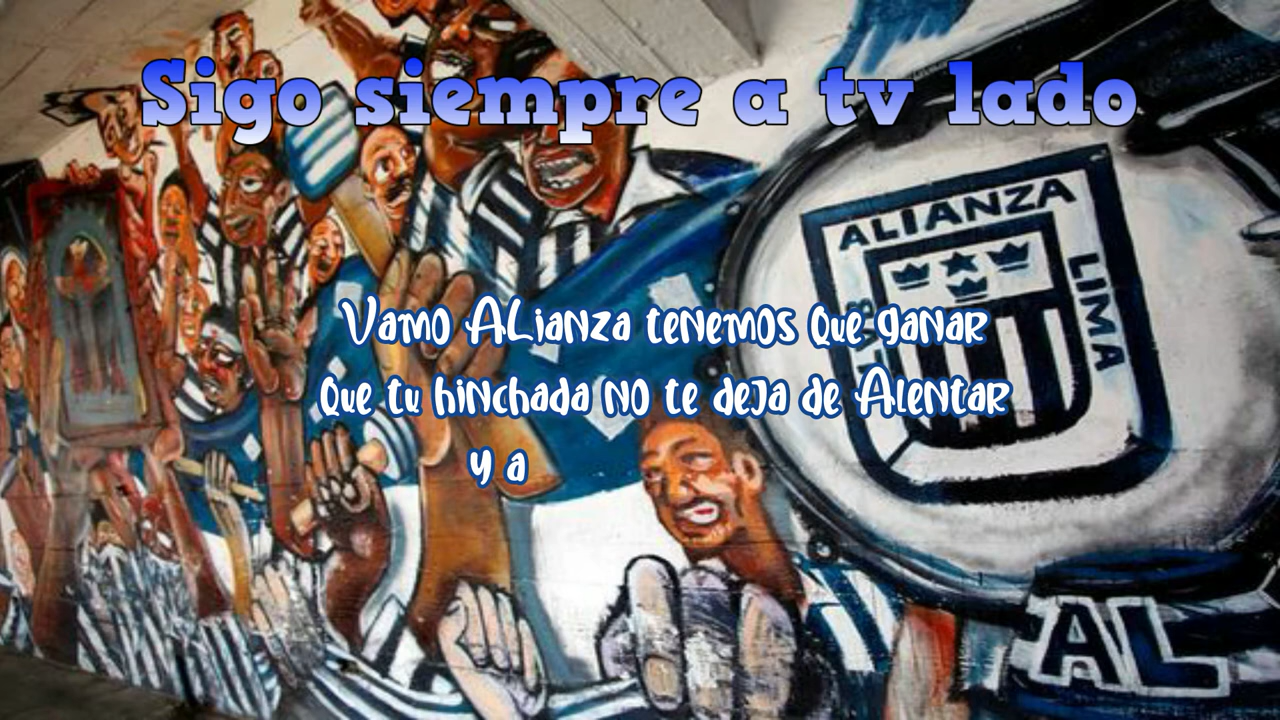 Sigo siempre a tv lado
Vamo ALianza tenemos que ganar
Que tu hinchada no te deja de Alentar
y a
ALIANZA
LIMA
AL